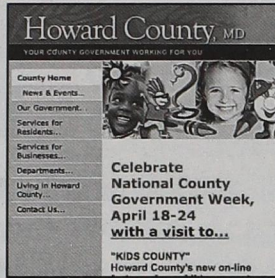 Howard County, MD
YOUR COUNTY GOVERNMENT WORKING FOR YOU
County Home
News & Events...
Our Government...
Services for
Residents...
Services for
Businesses...
Departments...
Living in Howard
County...
Contact Us...
Celebrate
National County
Government Week,
April 18-24
with a visit to...
"KIDS COUNTY"
Howard County's new on-line